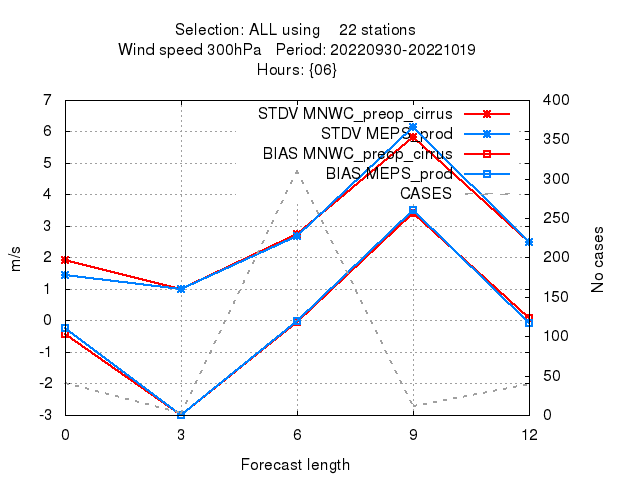 Selection: ALL using    22 stations
Wind speed 300hPa   Period: 20220930-20221019
Hours: {06}
7
6
5
4
3
2
1
0
-1
-2
-3
m/s
400
350
300
250
200
150
100
50
0
No cases
STDV MNWC_preop_cirrus
STDV MEPS_prod
BIAS MNWC_preop_cirrus
BIAS MEPS_prod
CASES
0 3 6 9 12
Forecast length